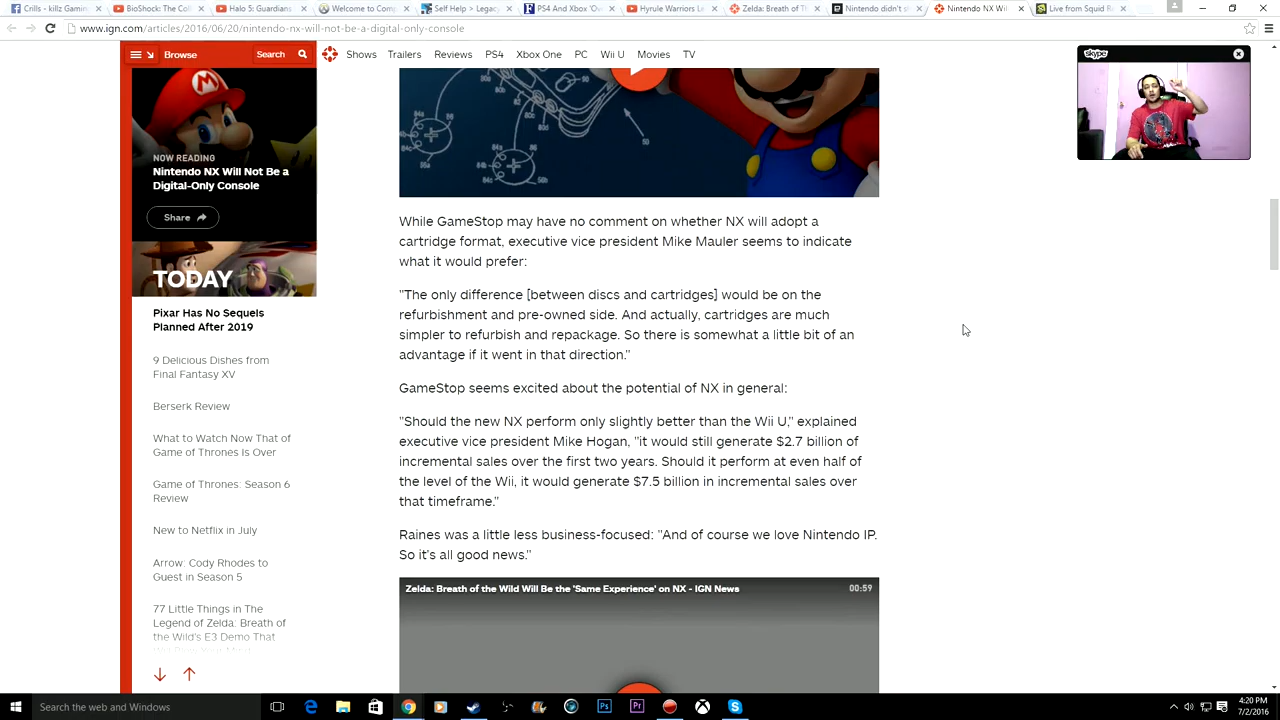 Crills - killz Gamin
BioShock: The Colle
Halo 5: Guardians
Welcome to Comp
Self Help > Legacy
PS4 And Xbox 'Ove
Hyrule Warriors Le
Zelda: Breath of Th
Nintendo didn't sh
Nintendo NX Wil
Live from Squid Re
www.ign.com/articles/2016/06/20/nintendo-nx-will-not-be-a-digital-only-console
Browse
Search
Shows Trailers Reviews PS4 Xbox One PC Wii U Movies TV
skype
NOW READING
Nintendo NX Will Not Be a
Digital-Only Console
Share
TODAY
Pixar Has No Sequels
Planned After 2019
9 Delicious Dishes from
Final Fantasy XV
Berserk Review
What to Watch Now That of
Game of Thrones Is Over
Game of Thrones: Season 6
Review
New to Netflix in July
Arrow: Cody Rhodes to
Guest in Season 5
77 Little Things in The
Legend of Zelda: Breath of
the Wild's E3 Demo That
85
86
80d
80e
50
84c
50b
While GameStop may have no comment on whether NX will adopt a
cartridge format, executive vice president Mike Mauler seems to indicate
what it would prefer:
"The only difference [between discs and cartridges] would be on the
refurbishment and pre-owned side. And actually, cartridges are much
simpler to refurbish and repackage. So there is somewhat a little bit of an
advantage if it went in that direction."
GameStop seems excited about the potential of NX in general:
"Should the new NX perform only slightly better than the Wii U," explained
executive vice president Mike Hogan, "it would still generate $2.7 billion of
incremental sales over the first two years. Should it perform at even half of
the level of the Wii, it would generate $7.5 billion in incremental sales over
that timeframe."
Raines was a little less business-focused: "And of course we love Nintendo IP.
So it's all good news."
Zelda: Breath of the Wild Will Be the 'Same Experience' on NX - IGN News
00:59
Search the web and Windows
4:20 PM
7/2/2016